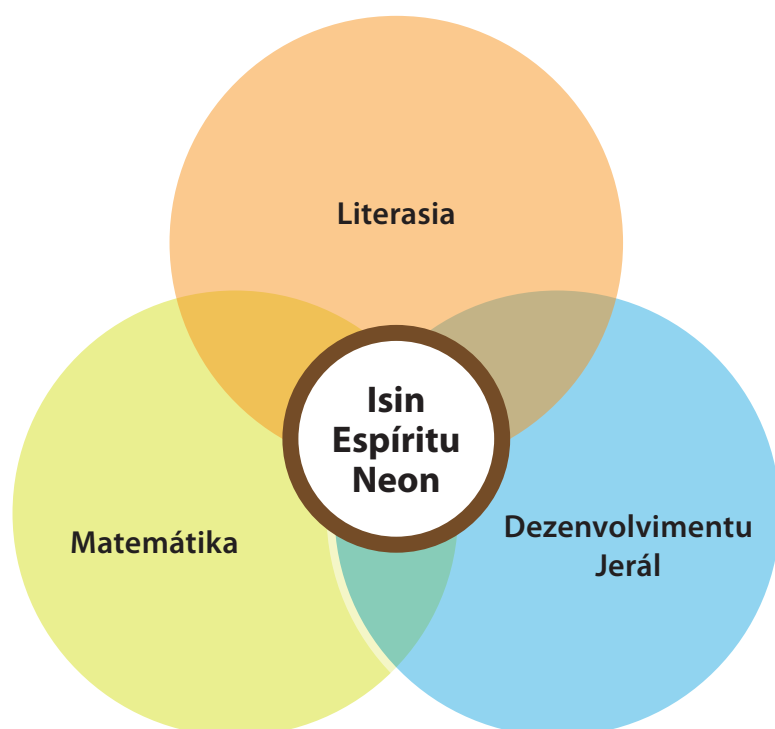 Literasia
Isin
Espíritu
Neon
Matemátika
Dezenvolvimentu
Jerál